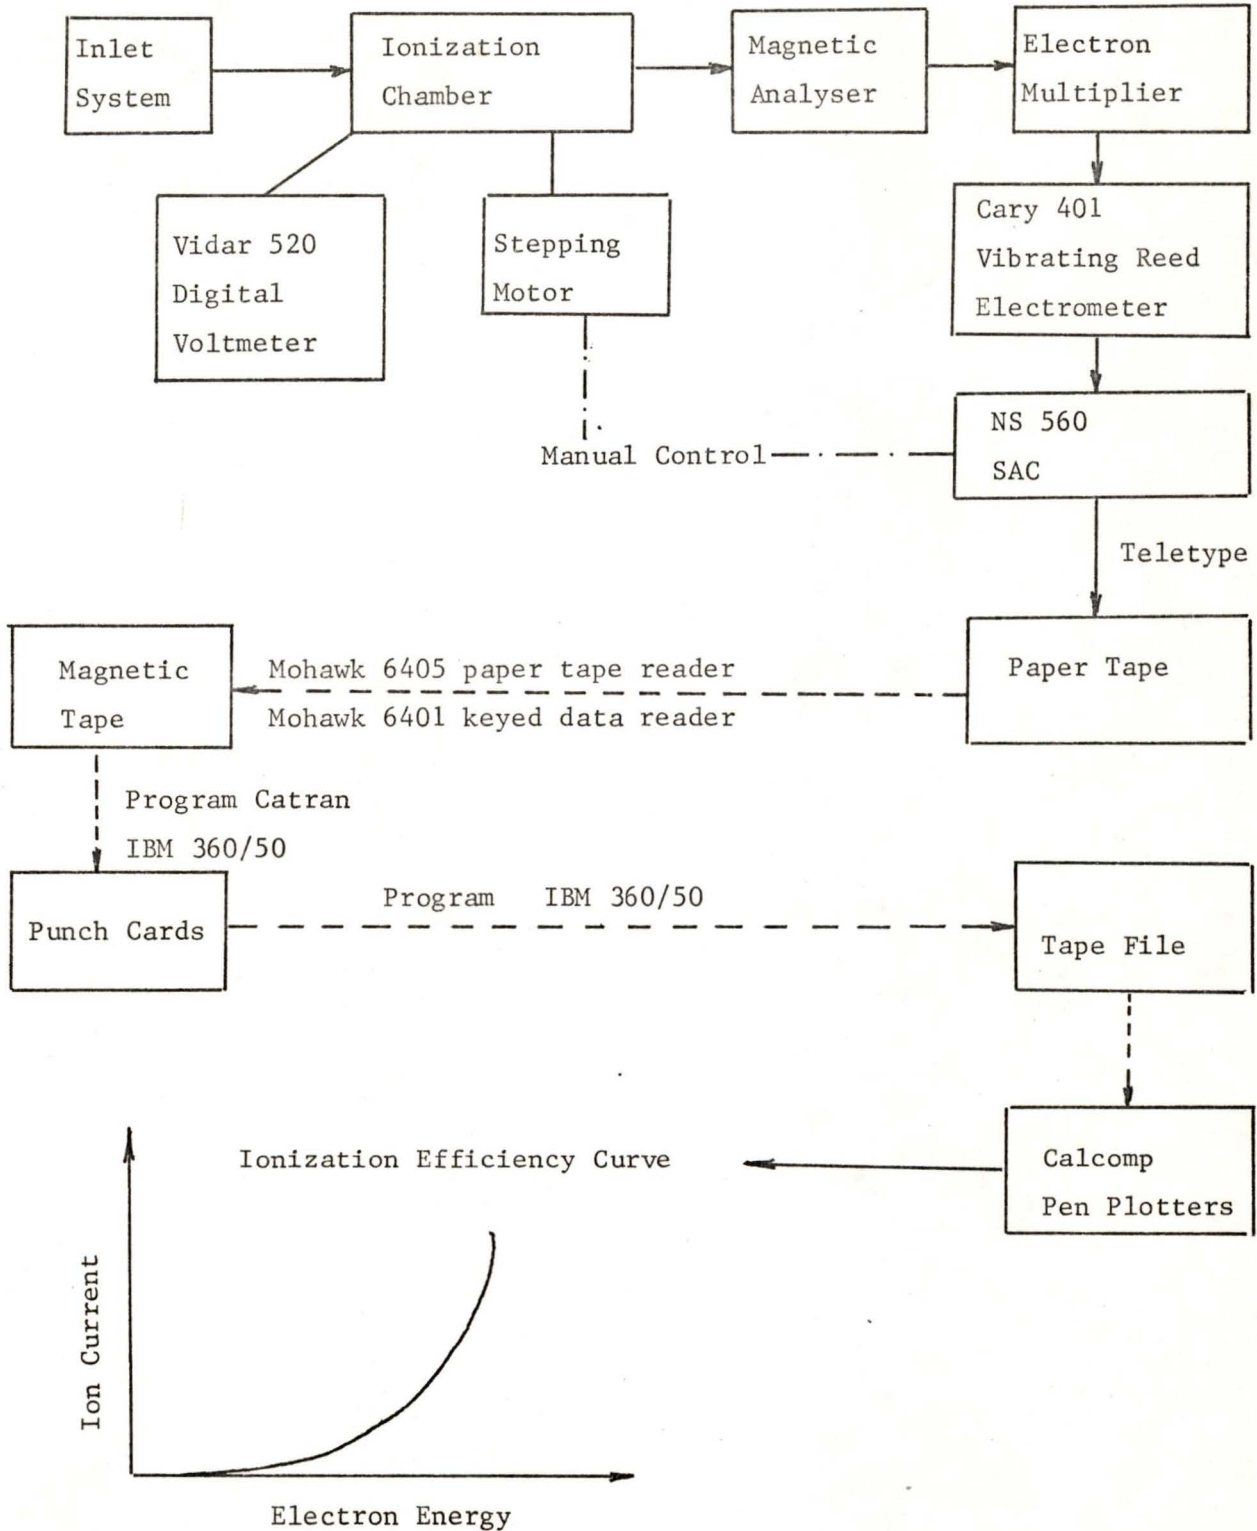 Inlet
System
Ionization
Chamber
Magnetic
Analyser
Electron
Multiplier
Vidar 520
Digital
Voltmeter
Stepping
Motor
Cary 401
Vibrating Reed
Electrometer
Manual Control
NS 560
SAC
Teletype
Magnetic
Tape
Mohawk 6405 paper tape reader
Mohawk 6401 keyed data reader
Paper Tape
Program Catran
IBM 360/50
Punch Cards
Program IBM 360/50
Tape File
Ionization Efficiency Curve
Calcomp
Pen Plotters
Ion Current
Electron Energy